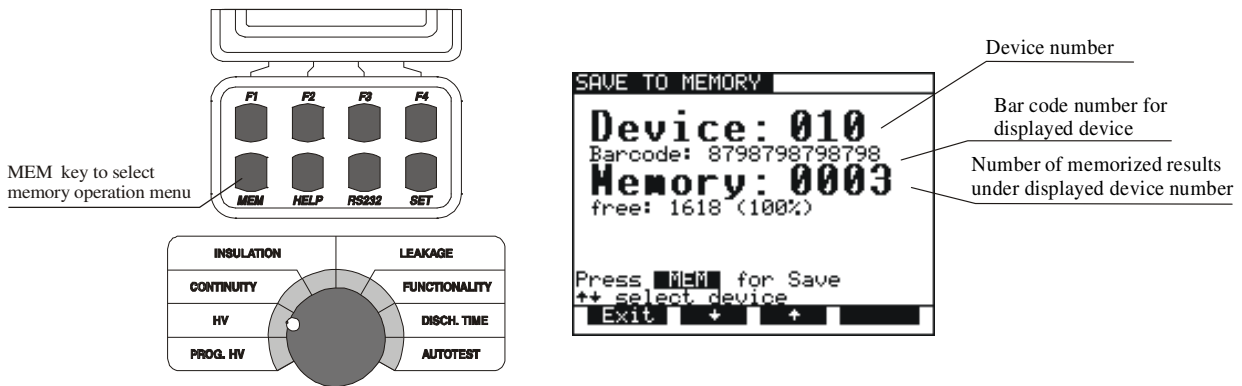 F1 F2 F3 F4
MEM key to select
memory operation menu
MEM HELP RS232 SET
INSULATION LEAKAGE
CONTINUITY FUNCTIONALITY
HV DISCH. TIME
PROG. HV AUTOTEST
SAVE TO MEMORY
Device: 010
Barcode: 8798798798798
Memory: 0003
free: 1618 (100%)
Press MEM for Save
↑↓ select device
Exit ↓ ↑
Device number
Bar code number for
displayed device
Number of memorized results
under displayed device number